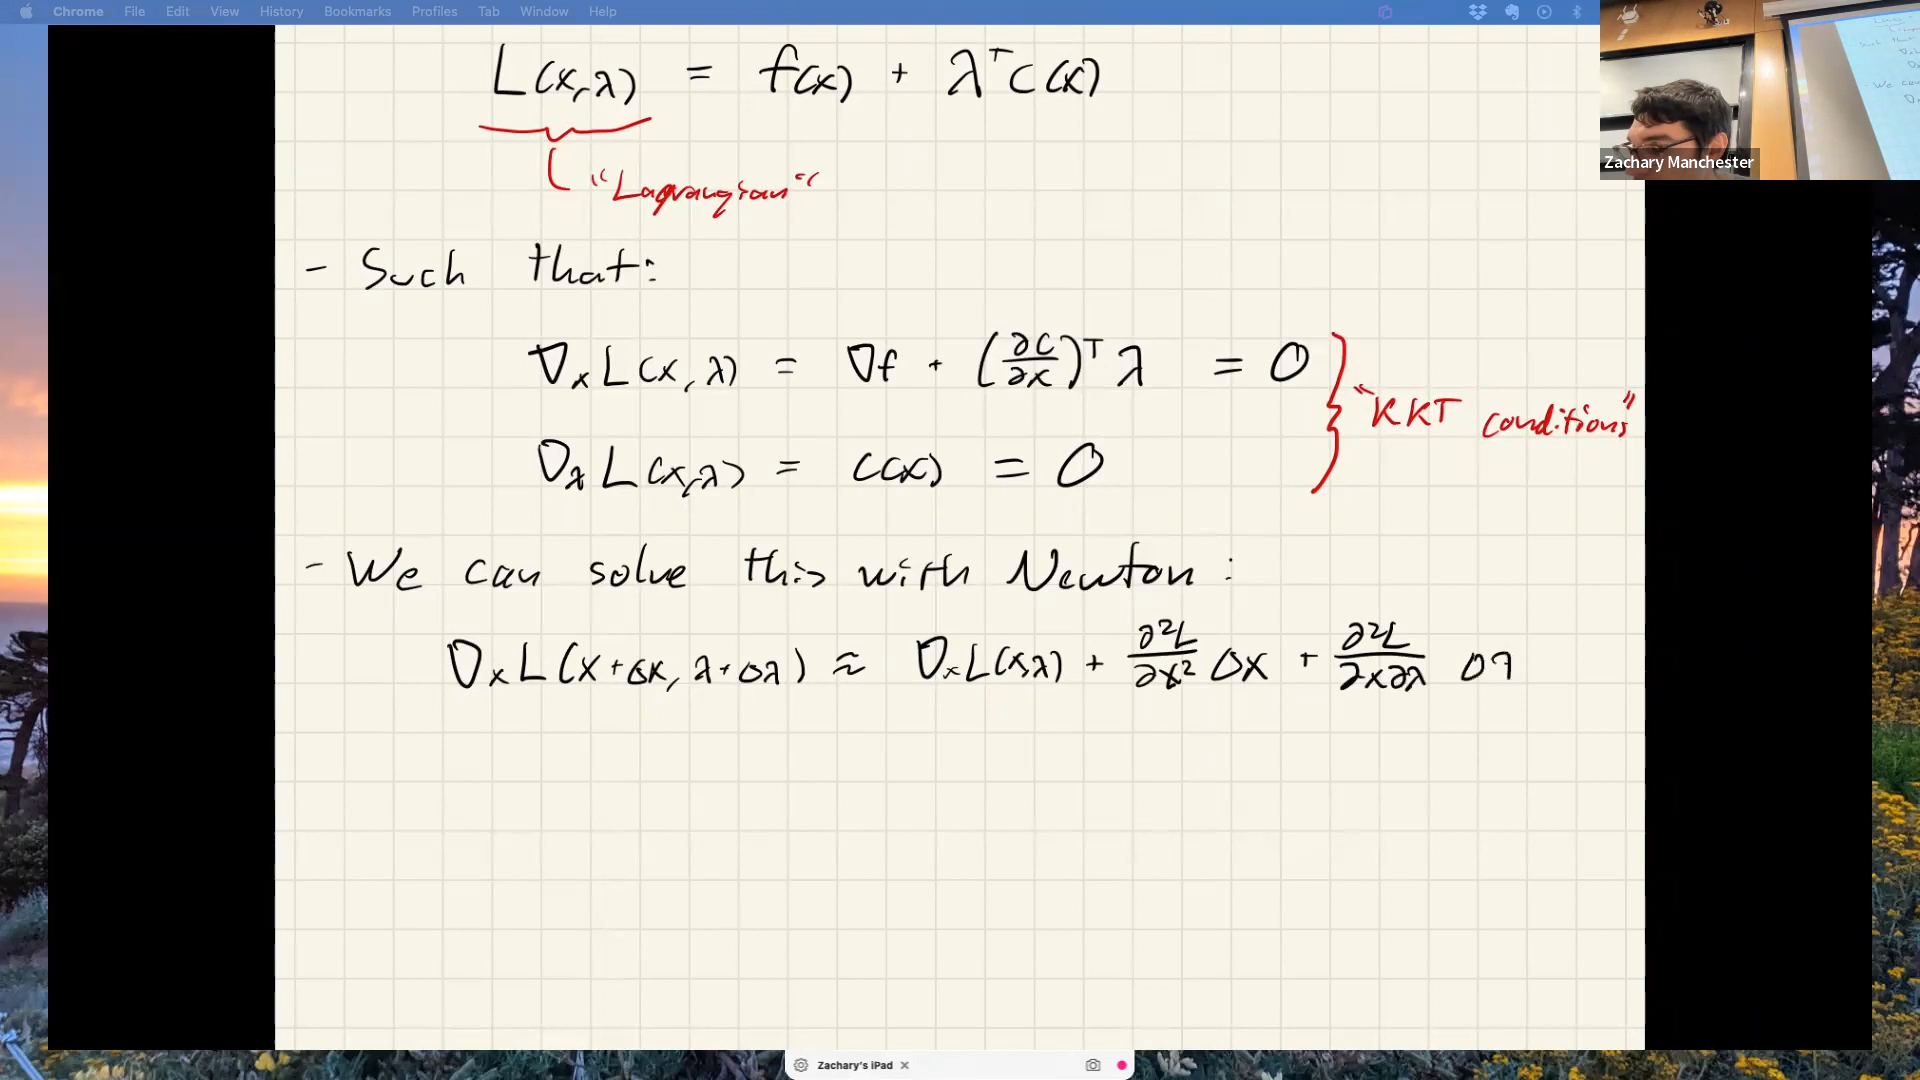 Chrome File Edit View History Bookmarks Profiles Tab Window Help
L(x,λ) = f(x) + λᵀc(x)
"Lagrangian"
Zachary Manchester
- Such that:
∇ₓL(x,λ) = ∇f + (∂c/∂x)ᵀλ = 0
"KKT conditions"
∇_λ L(x,λ) = c(x) = 0
- We can solve this with Newton:
∇ₓL(x+Δx, λ+Δλ) ≈ ∇ₓL(x,λ) + ∂²L/∂x² Δx + ∂²L/∂x∂λ Δλ
Zachary's iPad